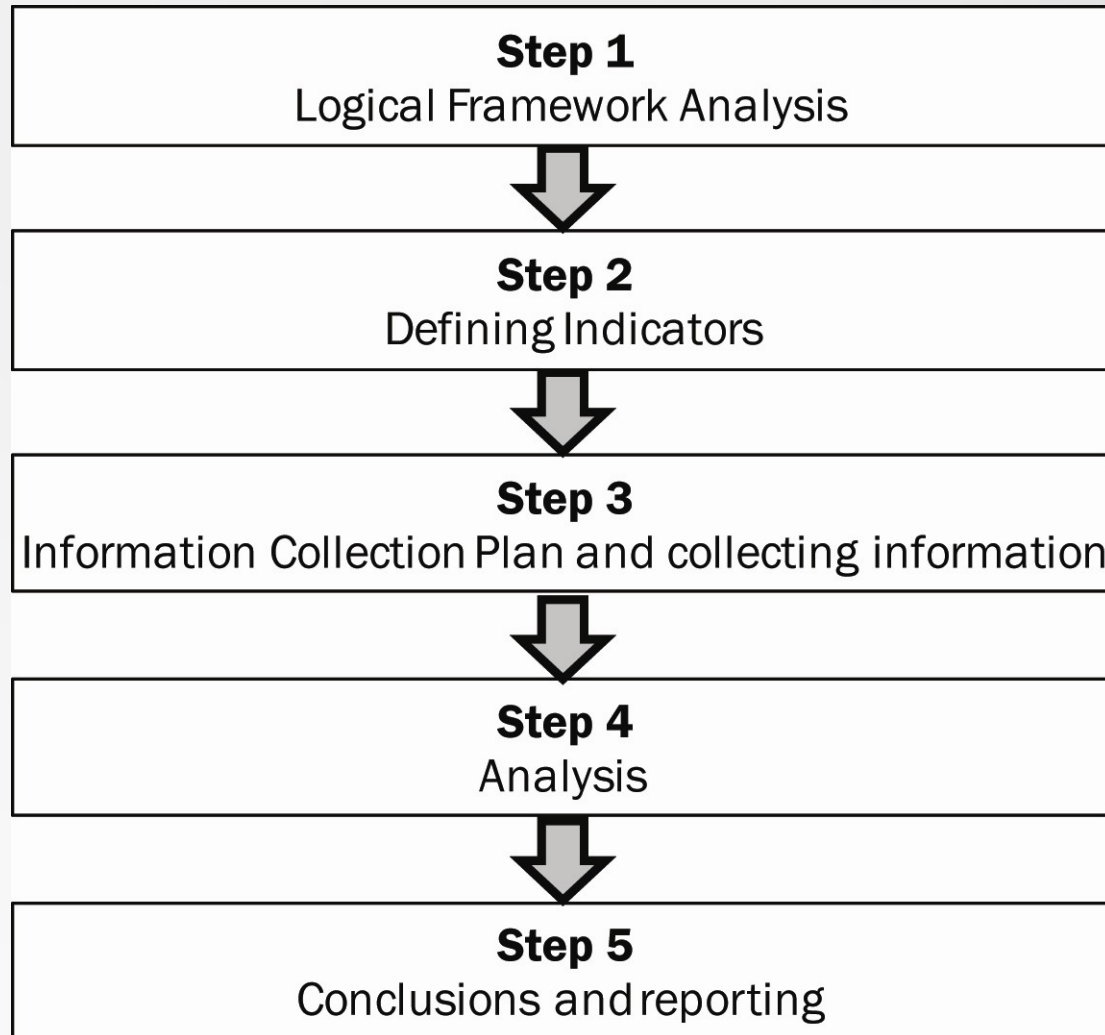 Step 1
Logical Framework Analysis
Step 2
Defining Indicators
Step 3
Information Collection Plan and collecting information
Step 4
Analysis
Step 5
Conclusions and reporting